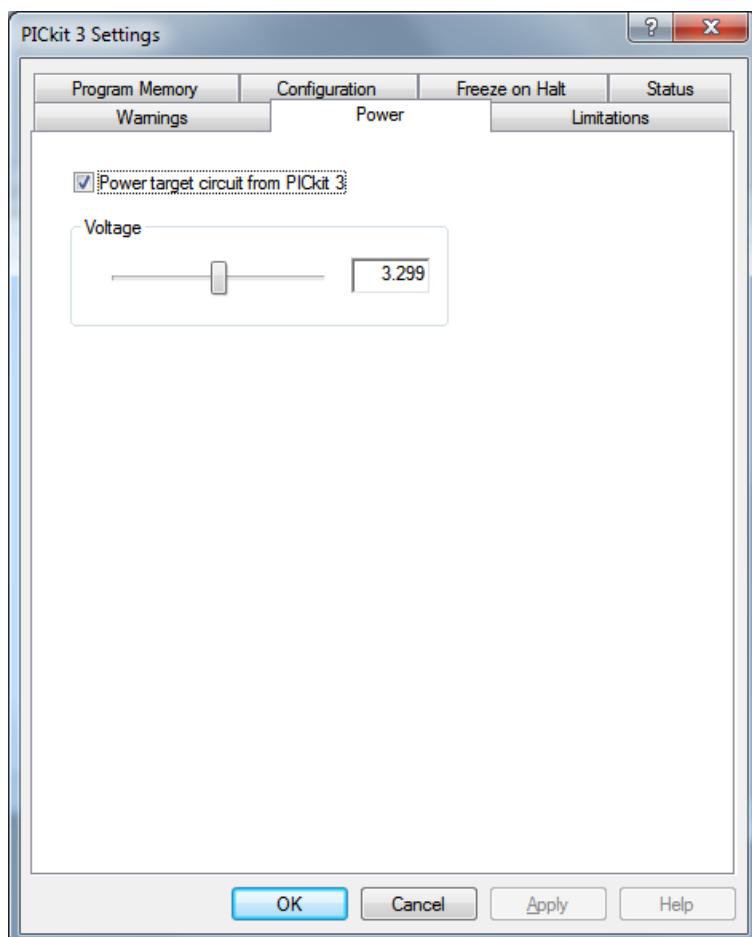 PICkit 3 Settings
Program Memory Configuration Freeze on Halt Status
Warnings Power Limitations
Power target circuit from PICkit 3
Voltage
3.299
OK Cancel Apply Help